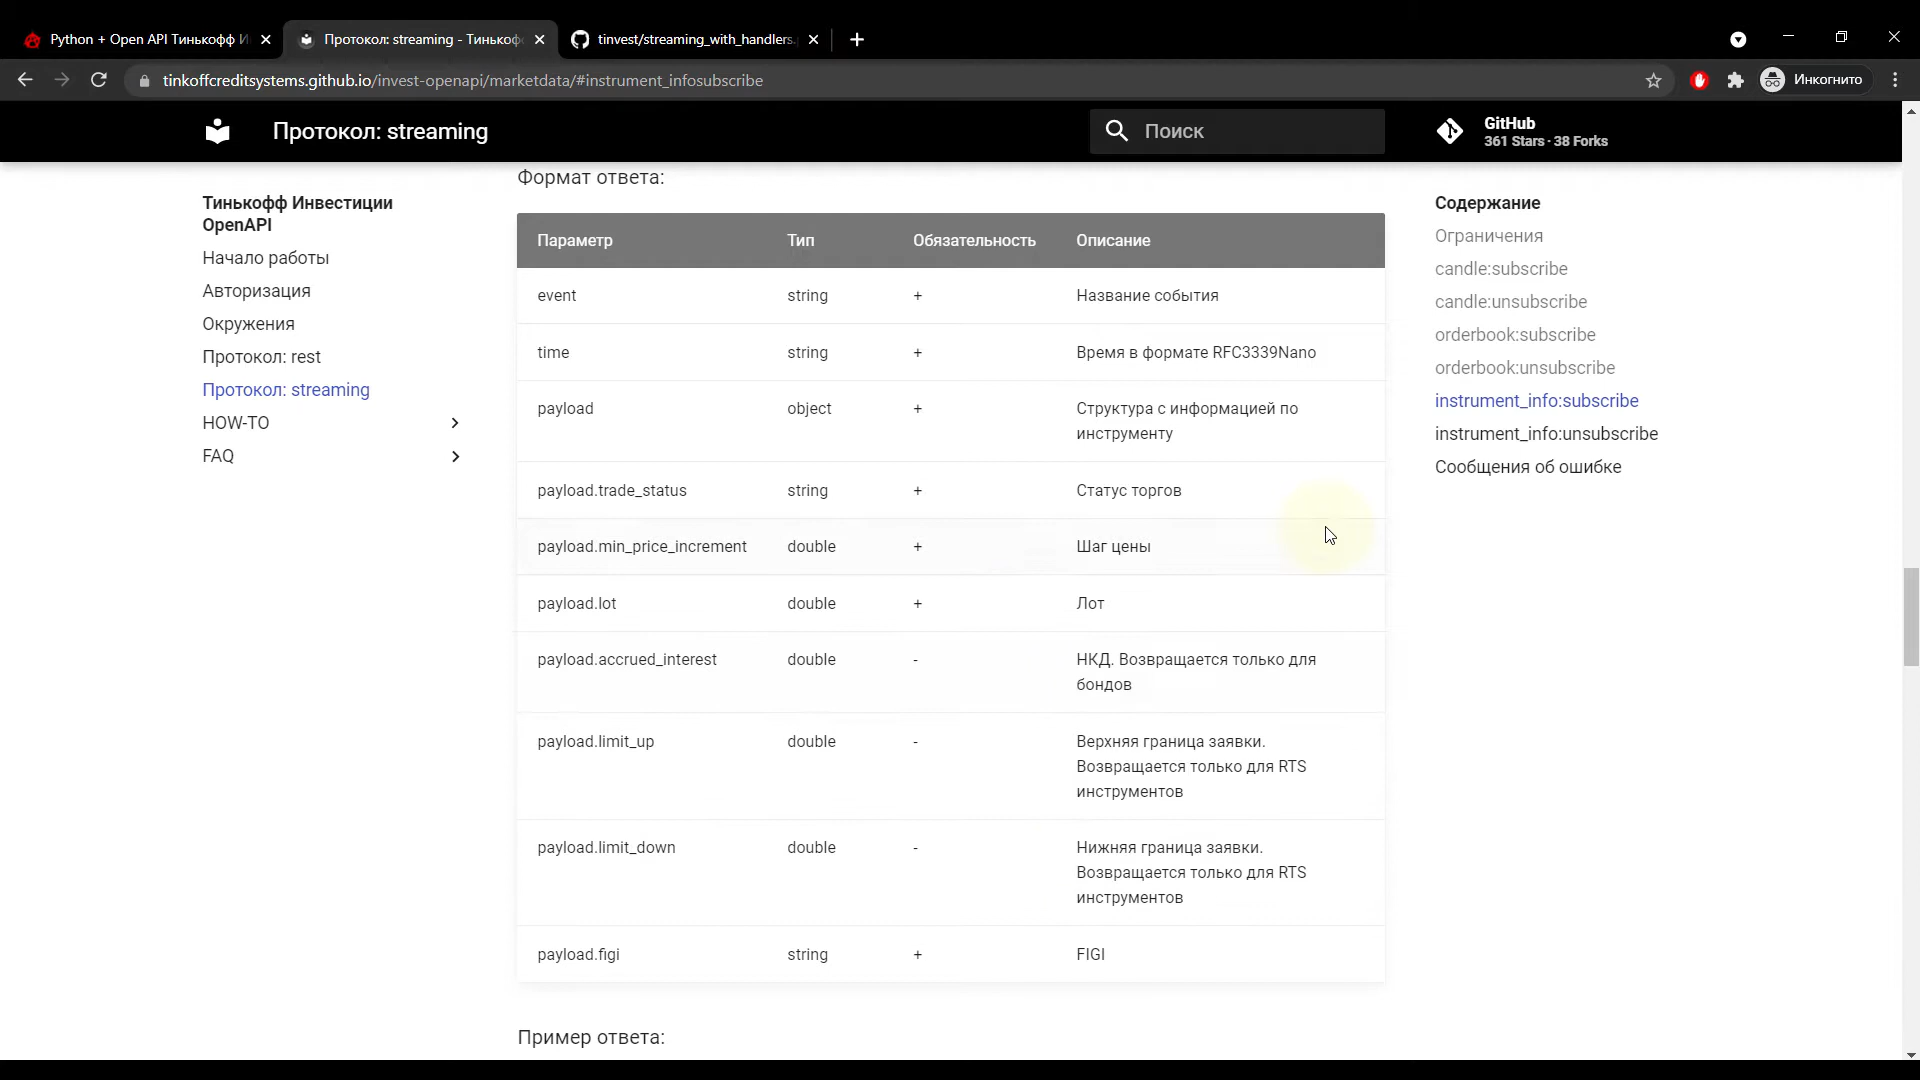 Python + Open API Тинькофф И
Протокол: streaming - Тинькоф
tinvest/streaming_with_handlers.
tinkoffcreditsystems.github.io/invest-openapi/marketdata/#instrument_infosubscribe
Инкогнито
Протокол: streaming
Поиск
GitHub
361 Stars · 38 Forks
Тинькофф Инвестиции
OpenAPI
Начало работы
Авторизация
Окружения
Протокол: rest
Протокол: streaming
HOW-TO
FAQ
Формат ответа:
Параметр Тип Обязательность Описание
event string + Название события
time string + Время в формате RFC3339Nano
payload object + Структура с информацией по
инструменту
payload.trade_status string + Статус торгов
payload.min_price_increment double + Шаг цены
payload.lot double + Лот
payload.accrued_interest double - НКД. Возвращается только для
бондов
payload.limit_up double - Верхняя граница заявки.
Возвращается только для RTS
инструментов
payload.limit_down double - Нижняя граница заявки.
Возвращается только для RTS
инструментов
payload.figi string + FIGI
Пример ответа:
Содержание
Ограничения
candle:subscribe
candle:unsubscribe
orderbook:subscribe
orderbook:unsubscribe
instrument_info:subscribe
instrument_info:unsubscribe
Сообщения об ошибке